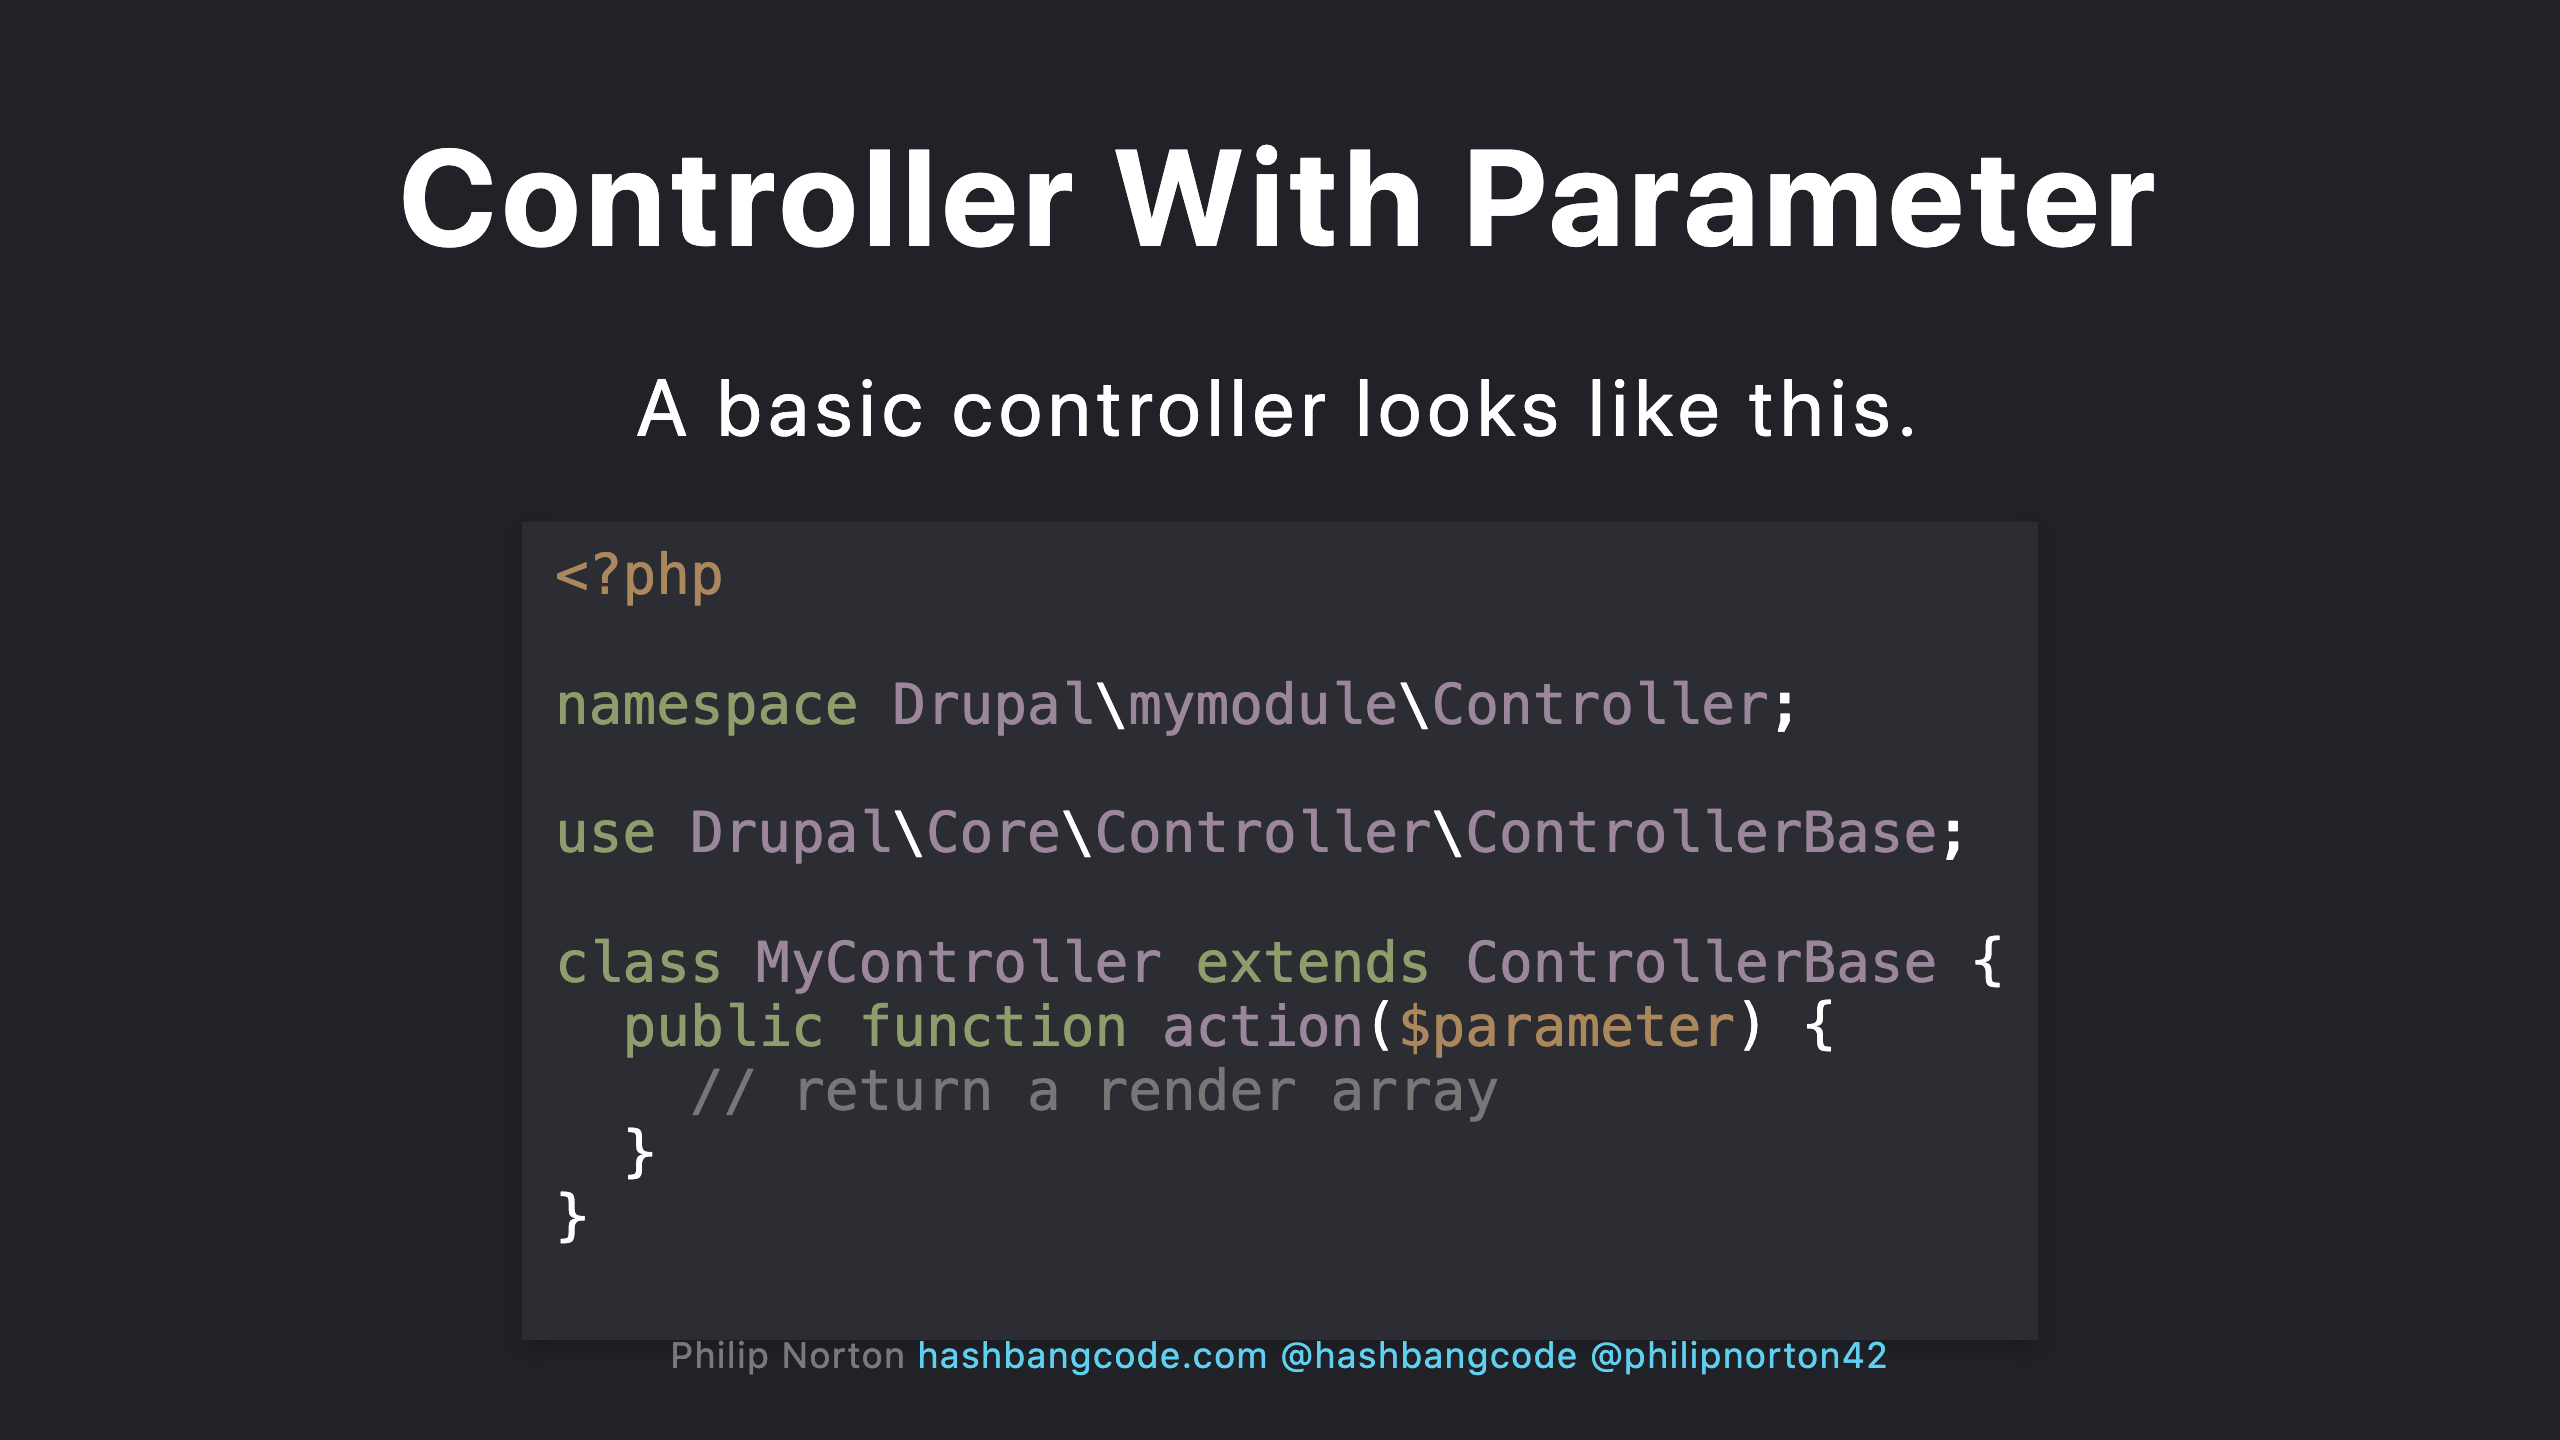 Controller With Parameter
A basic controller looks like this.
<?php
namespace Drupal\mymodule\Controller;
use Drupal\Core\Controller\ControllerBase;
class MyController extends ControllerBase {
  public function action($parameter) {
    // return a render array
  }
}
Philip Norton hashbangcode.com @hashbangcode @philipnorton42